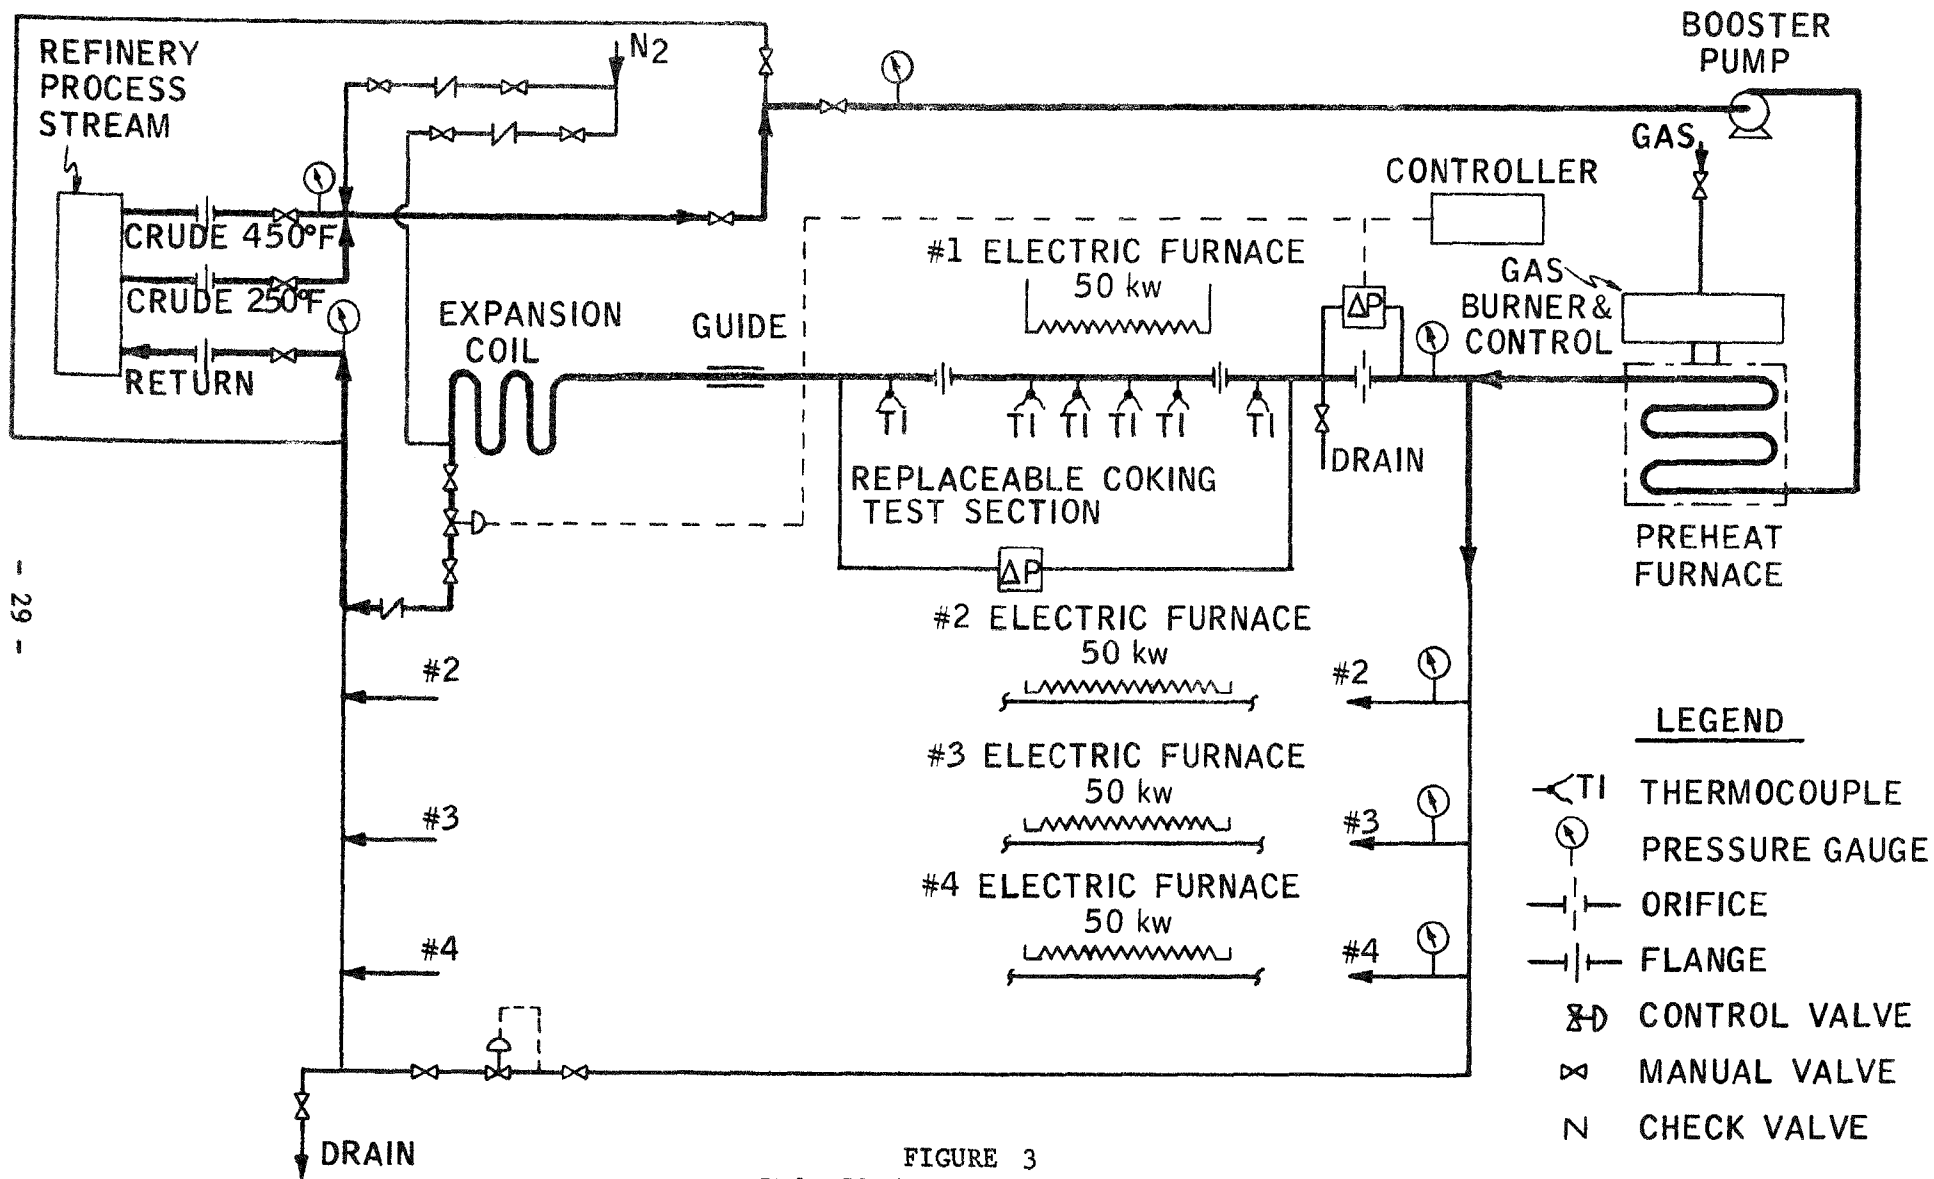 REFINERY
PROCESS
STREAM
N2
BOOSTER
PUMP
GAS
CONTROLLER
CRUDE 450°F
CRUDE 250°F
RETURN
EXPANSION
COIL
GUIDE
#1 ELECTRIC FURNACE
50 kw
ΔP
GAS
BURNER &
CONTROL
TI
TI
TI
TI
TI
TI
DRAIN
REPLACEABLE COKING
TEST SECTION
ΔP
PREHEAT
FURNACE
- 29 -
#2 ELECTRIC FURNACE
50 kw
#2
#2
#3 ELECTRIC FURNACE
50 kw
#3
#3
#4 ELECTRIC FURNACE
50 kw
#4
#4
LEGEND
TI THERMOCOUPLE
PRESSURE GAUGE
ORIFICE
FLANGE
CONTROL VALVE
MANUAL VALVE
CHECK VALVE
DRAIN
FIGURE 3